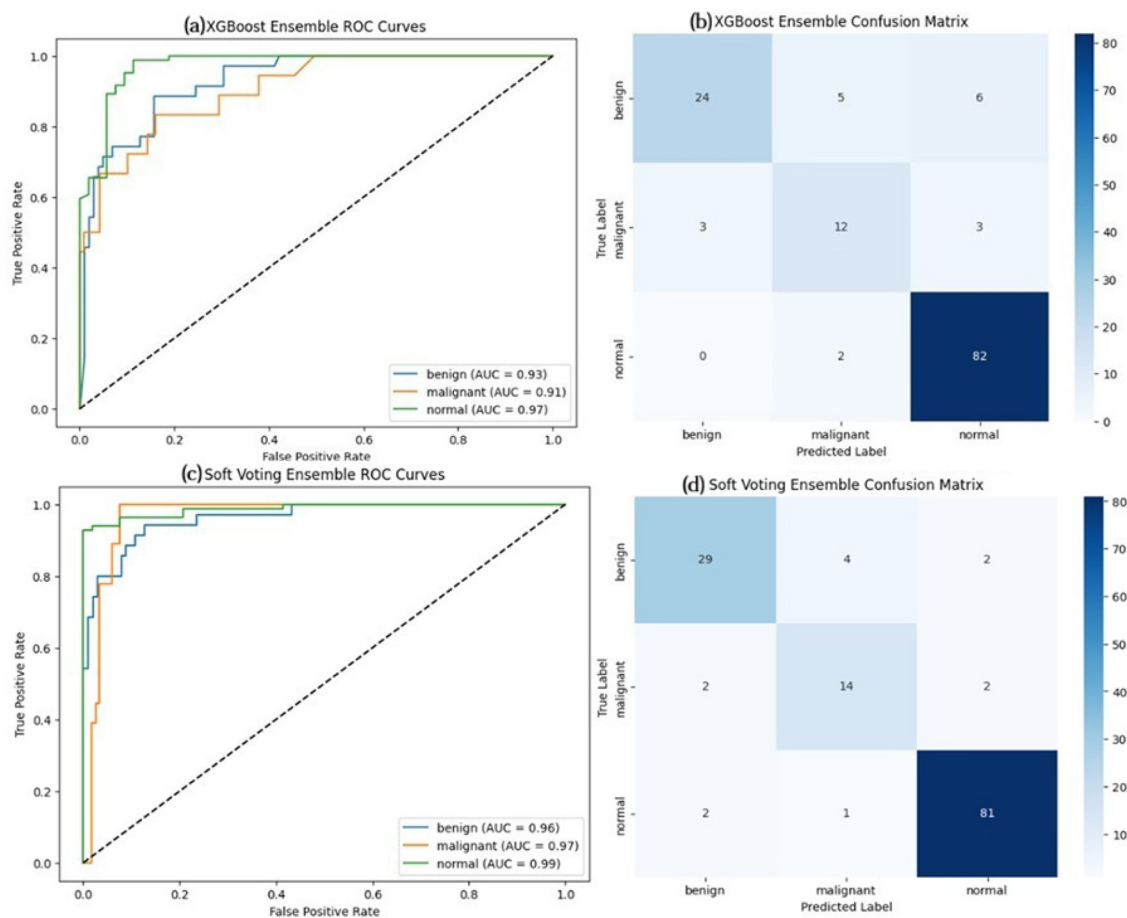 (a)XGBoost Ensemble ROC Curves
1.0
0.8
0.6
0.4
0.2
0.0
True Positive Rate
benign (AUC = 0.93)
malignant (AUC = 0.91)
normal (AUC = 0.97)
0.0 0.2 0.4 0.6 0.8 1.0
False Positive Rate
(b) XGBoost Ensemble Confusion Matrix
True Label
benign
24 5 6
malignant
3 12 3
normal
0 2 82
benign malignant normal
Predicted Label
80
70
60
50
40
30
20
10
0
(c) Soft Voting Ensemble ROC Curves
1.0
0.8
0.6
0.4
0.2
0.0
True Positive Rate
benign (AUC = 0.96)
malignant (AUC = 0.97)
normal (AUC = 0.99)
0.0 0.2 0.4 0.6 0.8 1.0
False Positive Rate
(d) Soft Voting Ensemble Confusion Matrix
True Label
benign
29 4 2
malignant
2 14 2
normal
2 1 81
benign malignant normal
Predicted Label
80
70
60
50
40
30
20
10